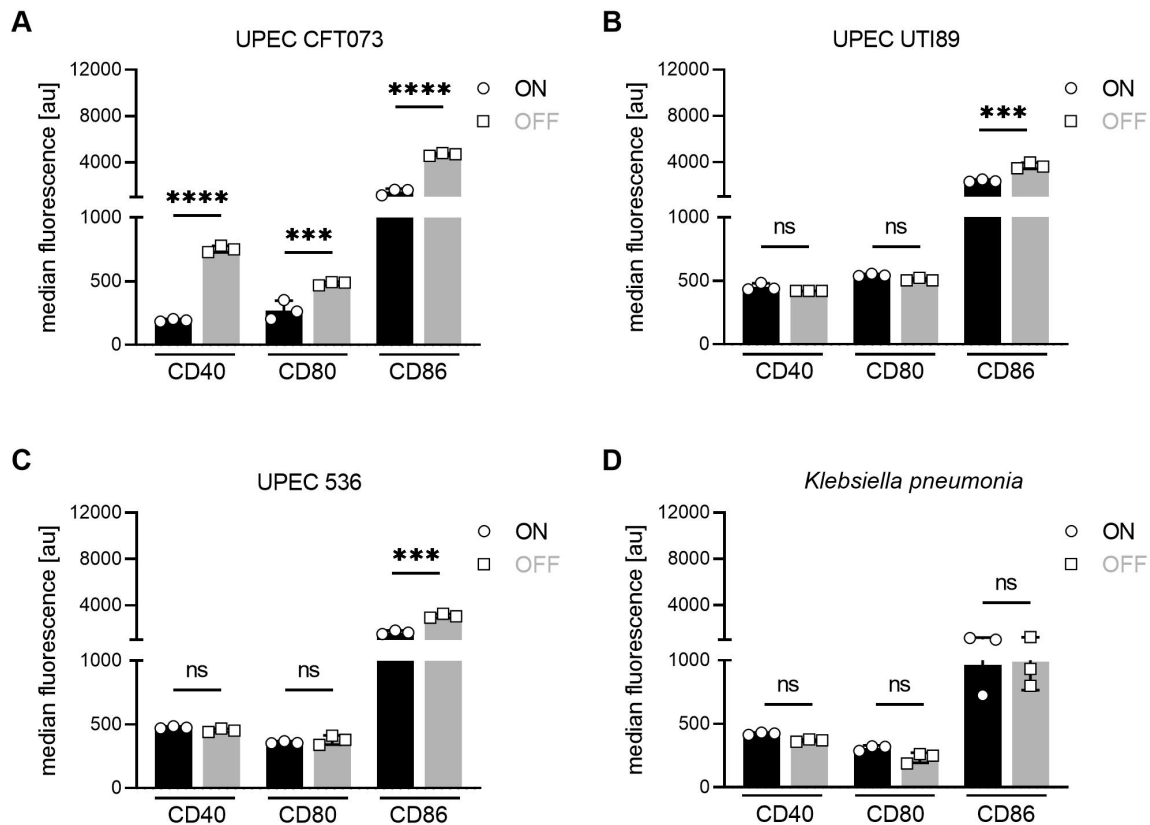 A
UPEC CFT073
median fluorescence [au]
12000
8000
4000
1000
500
0
****
***
****
ON
OFF
CD40
CD80
CD86
B
UPEC UTI89
median fluorescence [au]
12000
8000
4000
1000
500
0
ns
ns
***
ON
OFF
CD40
CD80
CD86
C
UPEC 536
median fluorescence [au]
12000
8000
4000
1000
500
0
ns
ns
***
ON
OFF
CD40
CD80
CD86
D
Klebsiella pneumonia
median fluorescence [au]
12000
8000
4000
1000
500
0
ns
ns
ns
ON
OFF
CD40
CD80
CD86